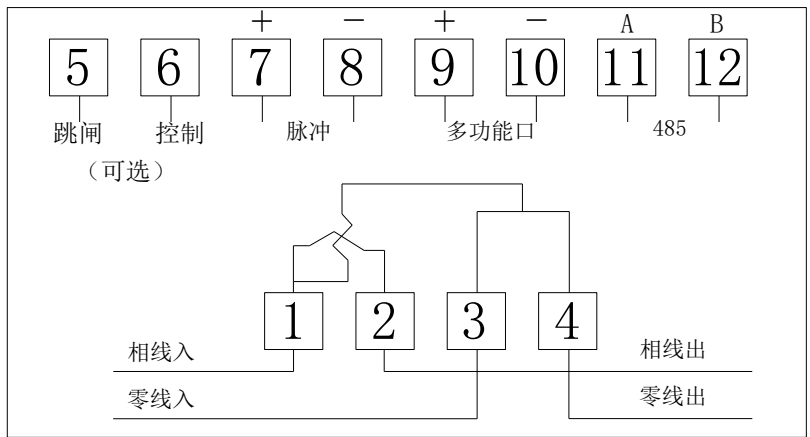 + − + − A B
5 6 7 8 9 10 11 12
跳闸 控制 脉冲 多功能口 485
（可选）
1 2 3 4
相线入 相线出
零线入 零线出